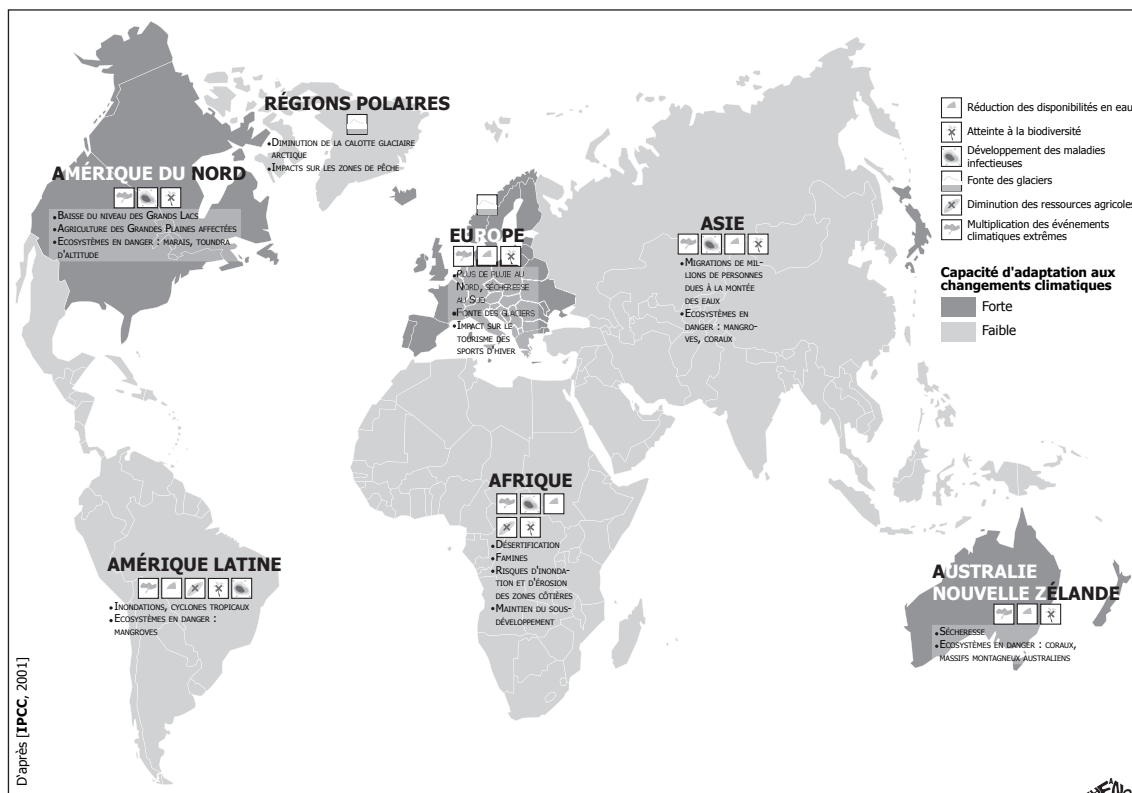 RÉGIONS POLAIRES
•DIMINUTION DE LA CALOTTE GLACIAIRE
ARCTIQUE
•IMPACTS SUR LES ZONES DE PÊCHE
AMÉRIQUE DU NORD
•BAISSE DU NIVEAU DES GRANDS LACS
•AGRICULTURE DES GRANDES PLAINES AFFECTÉES
•ECOSYSTÈMES EN DANGER : MARAIS, TOUNDRA
D'ALTITUDE
EUROPE
•PLUS DE PLUIE AU
NORD, SÉCHERESSE
AU SUD
•FONTE DES GLACIERS
•IMPACT SUR LE
TOURISME DES
SPORTS D'HIVER
ASIE
•MIGRATIONS DE MIL-
LIONS DE PERSONNES
DUES À LA MONTÉE
DES EAUX
•ECOSYSTÈMES EN
DANGER : MANGRO-
VES, CORAUX
Réduction des disponibilités en eau
Atteinte à la biodiversité
Développement des maladies
infectieuses
Fonte des glaciers
Diminution des ressources agricoles
Multiplication des événements
climatiques extrêmes
Capacité d'adaptation aux
changements climatiques
Forte
Faible
AFRIQUE
•DÉSERTIFICATION
•FAMINES
•RISQUES D'INONDA-
TION ET D'ÉROSION
DES ZONES CÔTIÈRES
•MAINTIEN DU SOUS-
DÉVELOPPEMENT
AMÉRIQUE LATINE
•INONDATIONS, CYCLONES TROPICAUX
•ECOSYSTÈMES EN DANGER :
MANGROVES
AUSTRALIE
NOUVELLE ZÉLANDE
•SÉCHERESSE
•ECOSYSTÈMES EN DANGER : CORAUX,
MASSIFS MONTAGNEUX AUSTRALIENS
D'après [IPCC, 2001]